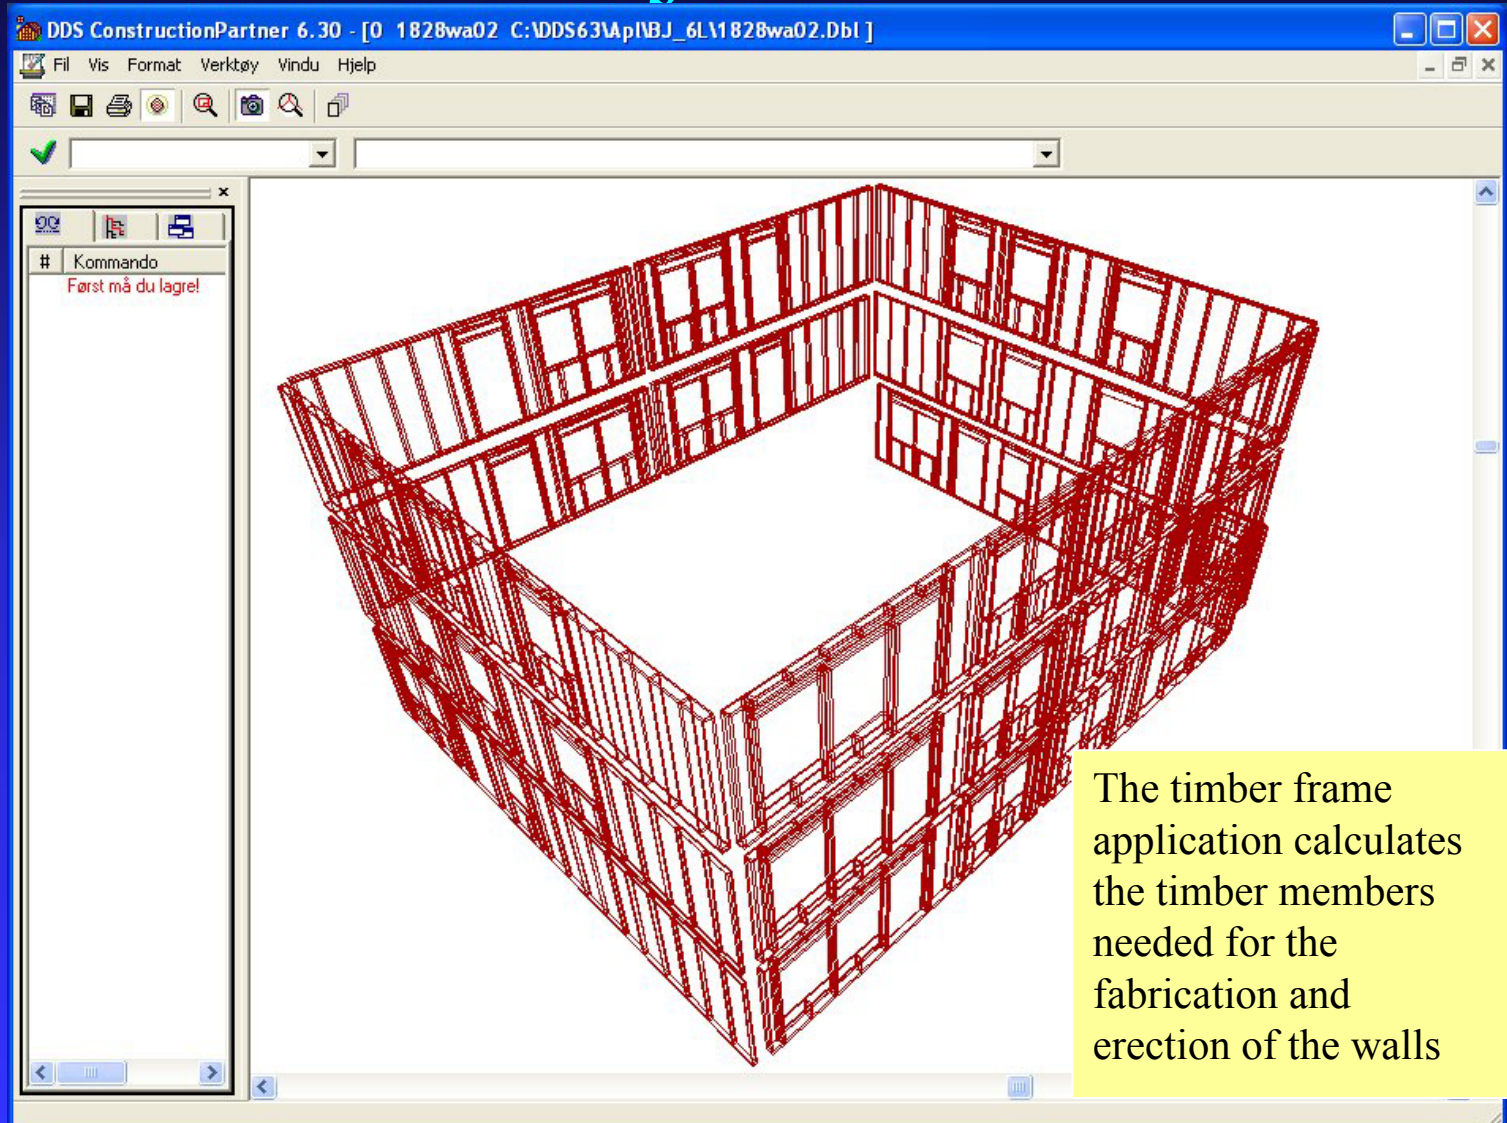 DDS ConstructionPartner 6.30 - [0 1828wa02 C:\DDS63\Apl\BJ_6L\1828wa02.Dbl ]
Fil Vis Format Verktøy Vindu Hjelp
# Kommando
Først må du lagre!
The timber frame
application calculates
the timber members
needed for the
fabrication and
erection of the walls